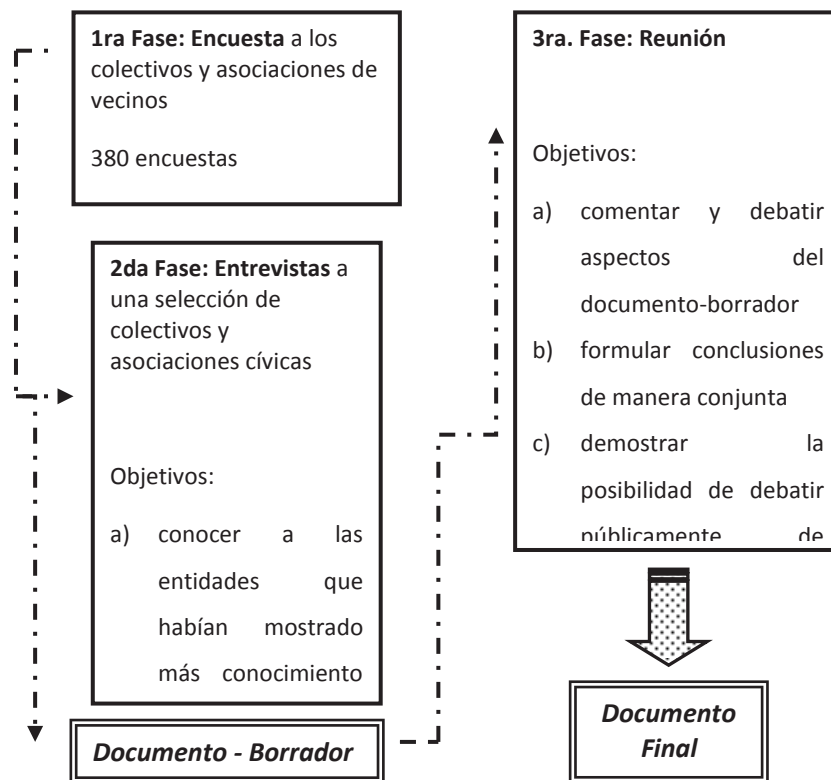 1ra Fase: Encuesta a los
colectivos y asociaciones de
vecinos
380 encuestas
2da Fase: Entrevistas a
una selección de
colectivos y
asociaciones cívicas
Objetivos:
a) conocer a las
entidades que
habían mostrado
más conocimiento
Documento - Borrador
3ra. Fase: Reunión
Objetivos:
a) comentar y debatir
aspectos del
documento-borrador
b) formular conclusiones
de manera conjunta
c) demostrar la
posibilidad de debatir
públicamente de
Documento
Final